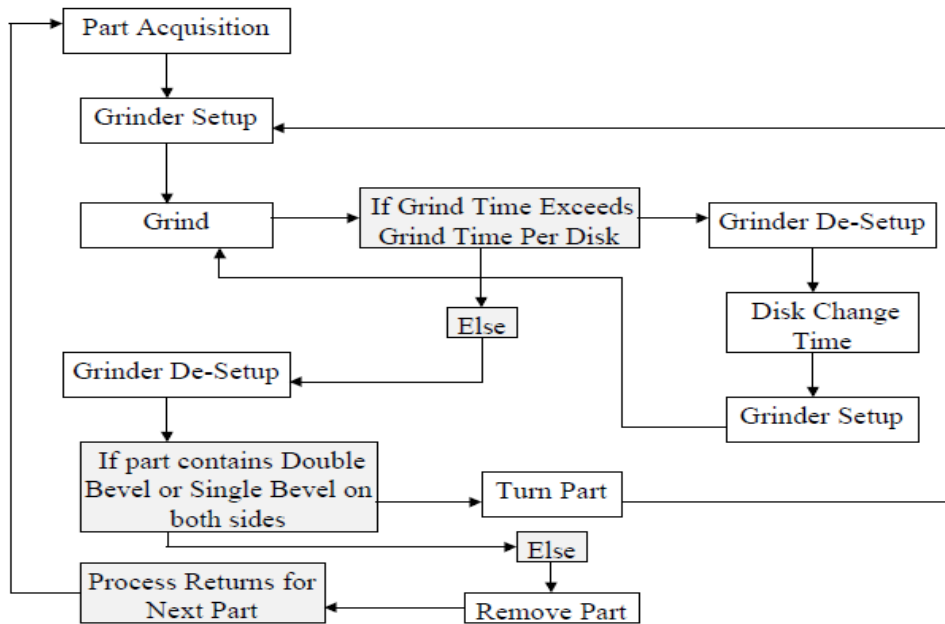 Part Acquisition
Grinder Setup
Grind
If Grind Time Exceeds
Grind Time Per Disk
Grinder De-Setup
Disk Change
Time
Grinder Setup
Else
Grinder De-Setup
If part contains Double
Bevel or Single Bevel on
both sides
Turn Part
Else
Remove Part
Process Returns for
Next Part